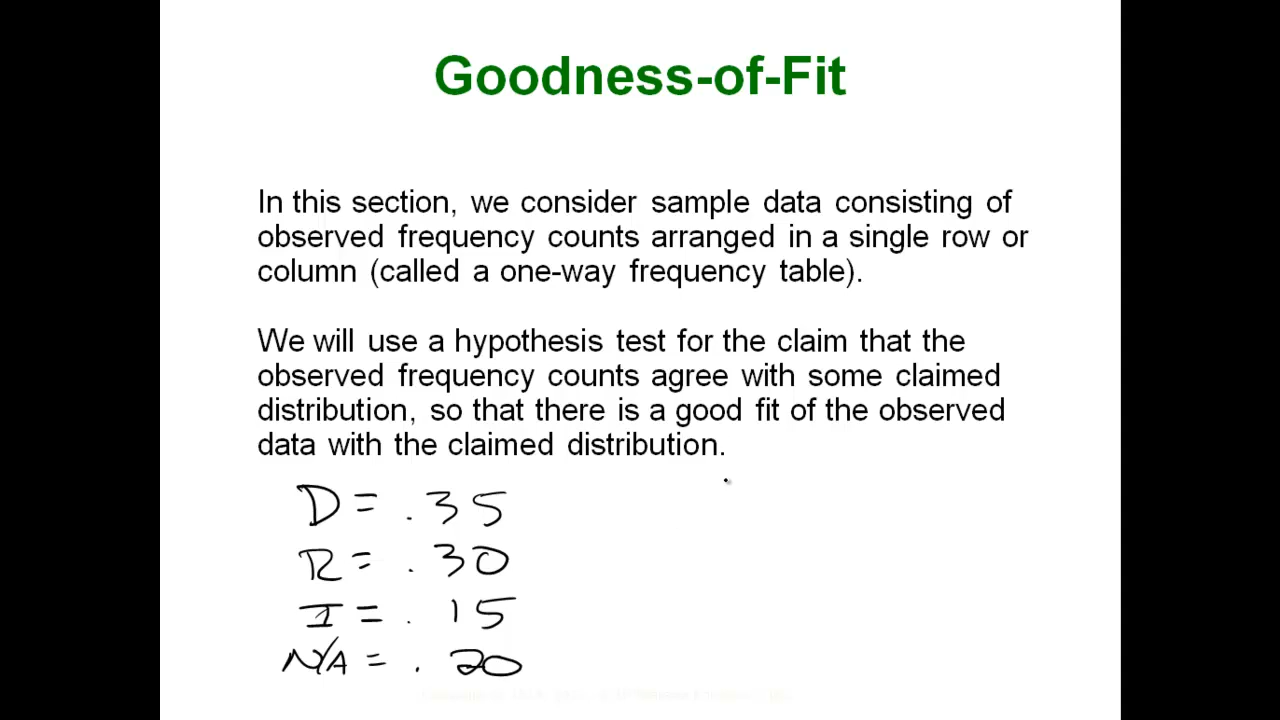 Goodness-of-Fit
In this section, we consider sample data consisting of
observed frequency counts arranged in a single row or
column (called a one-way frequency table).
We will use a hypothesis test for the claim that the
observed frequency counts agree with some claimed
distribution, so that there is a good fit of the observed
data with the claimed distribution.
D = .35
R = .30
I = .15
N/A = .20